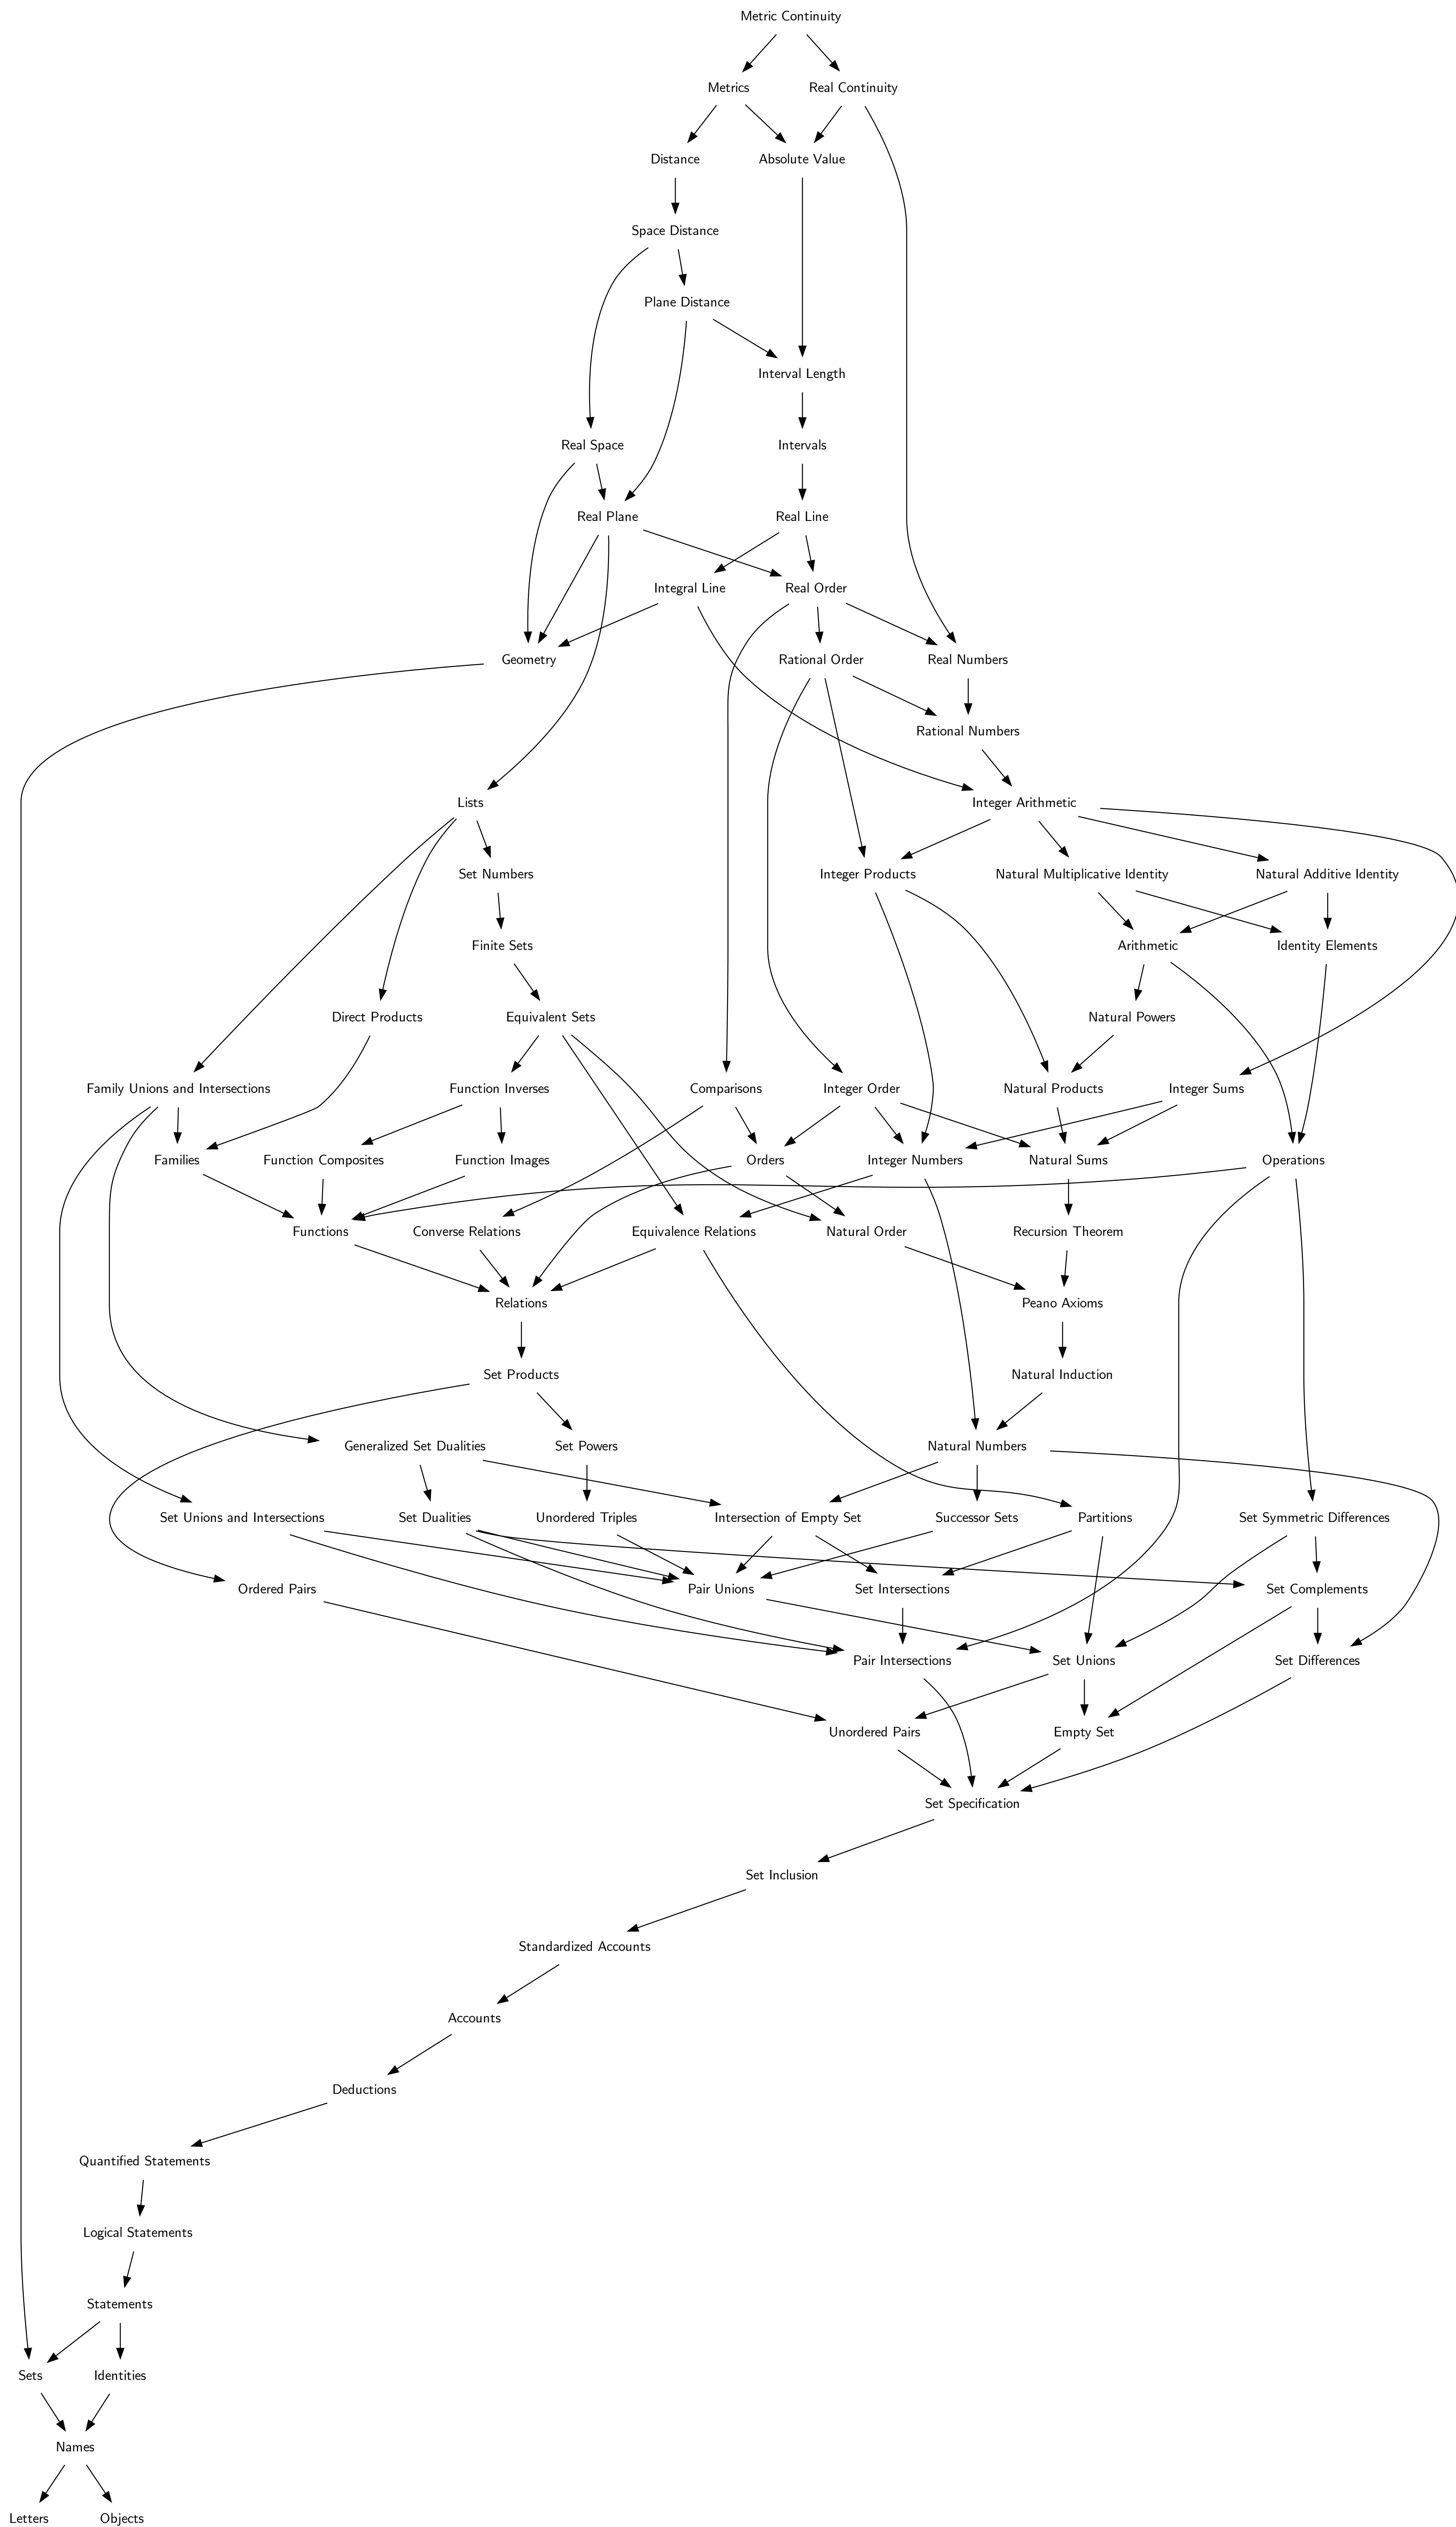 Metric Continuity
Metrics
Real Continuity
Distance
Absolute Value
Space Distance
Plane Distance
Interval Length
Real Space
Intervals
Real Plane
Real Line
Integral Line
Real Order
Geometry
Rational Order
Real Numbers
Rational Numbers
Lists
Integer Arithmetic
Set Numbers
Integer Products
Natural Multiplicative Identity
Natural Additive Identity
Finite Sets
Arithmetic
Identity Elements
Direct Products
Equivalent Sets
Natural Powers
Family Unions and Intersections
Function Inverses
Comparisons
Integer Order
Natural Products
Integer Sums
Families
Function Composites
Function Images
Orders
Integer Numbers
Natural Sums
Operations
Functions
Converse Relations
Equivalence Relations
Natural Order
Recursion Theorem
Relations
Peano Axioms
Set Products
Natural Induction
Generalized Set Dualities
Set Powers
Natural Numbers
Set Unions and Intersections
Set Dualities
Unordered Triples
Intersection of Empty Set
Successor Sets
Partitions
Set Symmetric Differences
Ordered Pairs
Pair Unions
Set Intersections
Set Complements
Pair Intersections
Set Unions
Set Differences
Unordered Pairs
Empty Set
Set Specification
Set Inclusion
Standardized Accounts
Accounts
Deductions
Quantified Statements
Logical Statements
Statements
Sets
Identities
Names
Letters
Objects